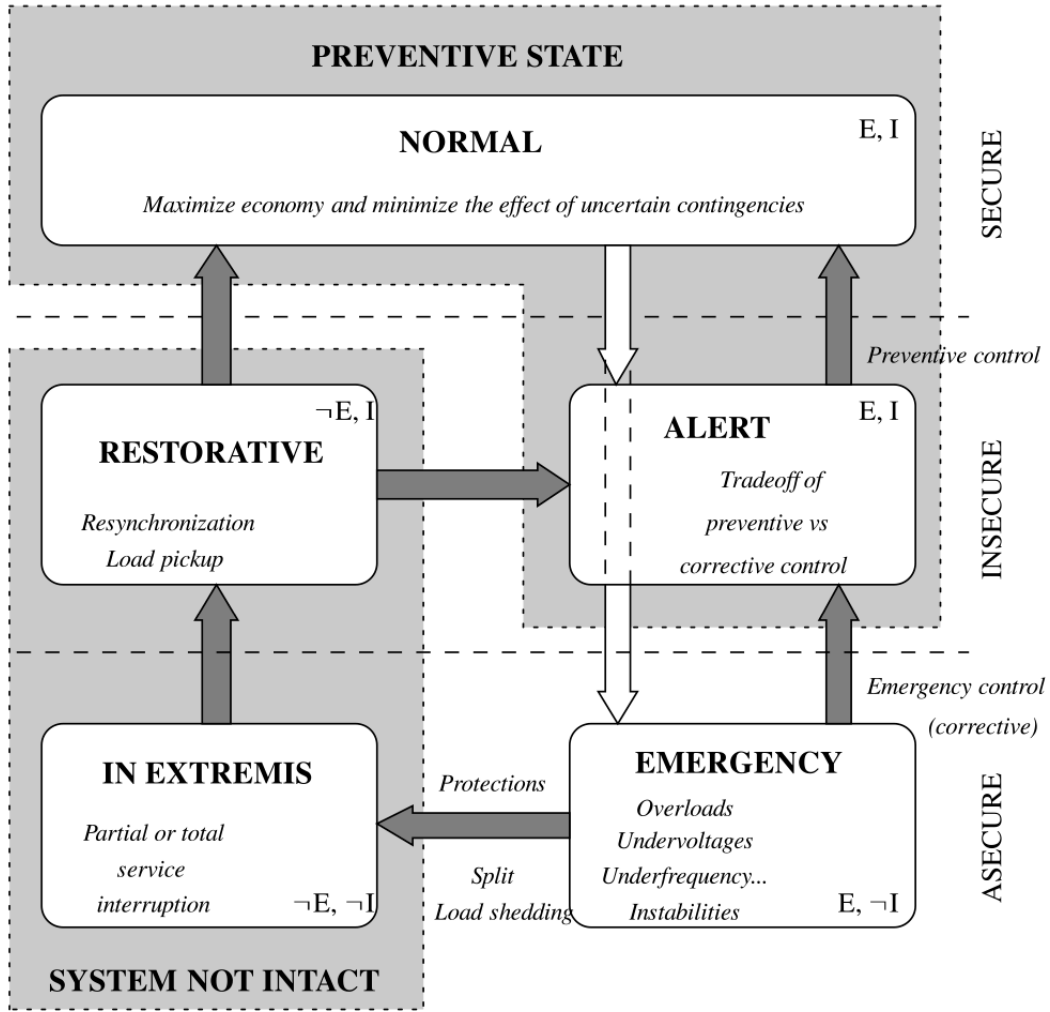 PREVENTIVE STATE
NORMAL
E, I
Maximize economy and minimize the effect of uncertain contingencies
SECURE
Preventive control
RESTORATIVE
¬E, I
Resynchronization
Load pickup
ALERT
E, I
Tradeoff of
preventive vs
corrective control
INSECURE
Emergency control
(corrective)
IN EXTREMIS
Partial or total
service
interruption
¬E, ¬I
Protections
Split
Load shedding
EMERGENCY
Overloads
Undervoltages
Underfrequency...
Instabilities
E, ¬I
ASECURE
SYSTEM NOT INTACT